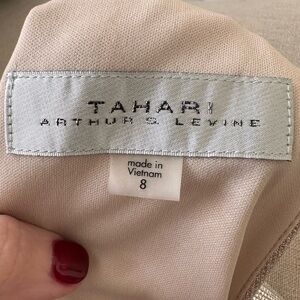 TAHARI
ARTHUR S. LEVINE
made in
Vietnam
8